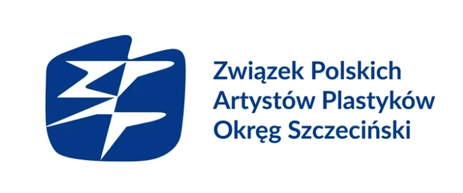 Związek Polskich
Artystów Plastyków
Okręg Szczeciński